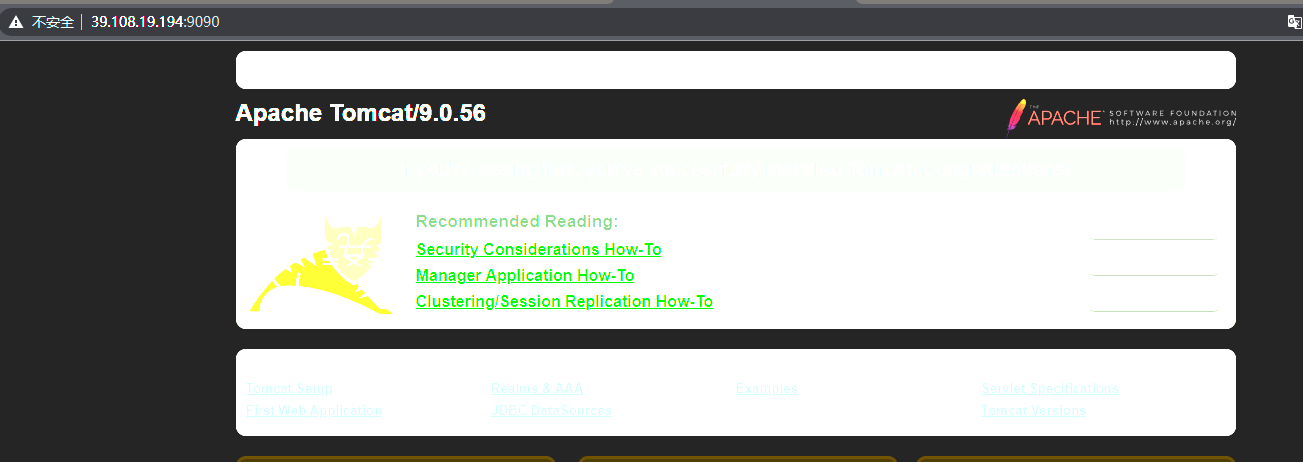 不安全 39.108.19.194:9090
Apache Tomcat/9.0.56
THE APACHE SOFTWARE FOUNDATION
http://www.apache.org/
Recommended Reading:
Security Considerations How-To
Manager Application How-To
Clustering/Session Replication How-To
Tomcat Setup Realms & AAA Examples Servlet Specifications
First Web Application JDBC DataSources Tomcat Versions